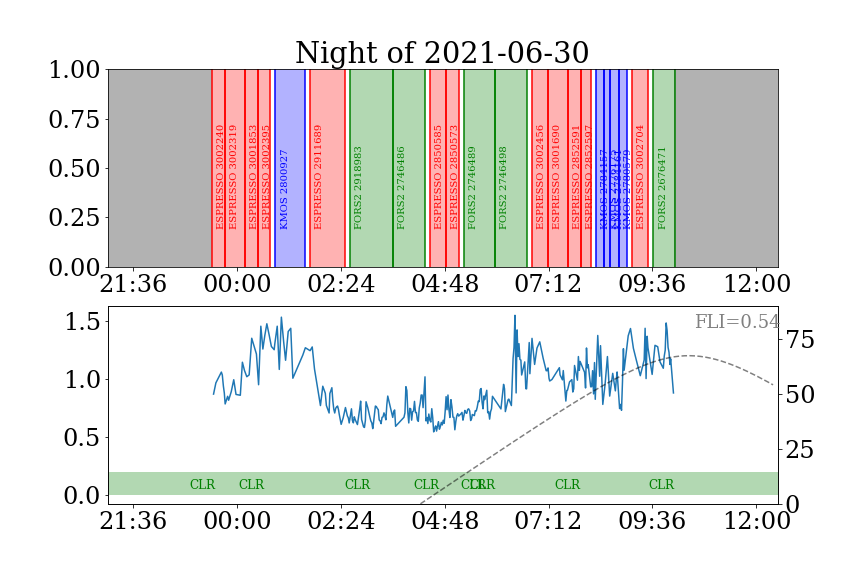 Night of 2021-06-30
1.00
0.75
0.50
0.25
0.00
ESPRESSO 3002240
ESPRESSO 3002319
ESPRESSO 3001853
ESPRESSO 3002395
KMOS 2800927
ESPRESSO 2911689
FORS2 2918983
FORS2 2746486
ESPRESSO 2850585
ESPRESSO 2850573
FORS2 2746489
FORS2 2746498
ESPRESSO 3002456
ESPRESSO 3001690
ESPRESSO 2852591
ESPRESSO 2852597
KMOS 2784157
KMOS 2780579
ESPRESSO 3002704
FORS2 2676471
21:36 00:00 02:24 04:48 07:12 09:36 12:00
FLI=0.54
1.5
1.0
0.5
0.0
75
50
25
0
CLR CLR CLR CLR CLR CLR CLR CLR
21:36 00:00 02:24 04:48 07:12 09:36 12:00